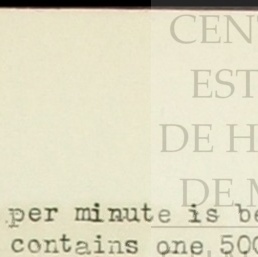 CEN
EST
DE H
DE M
per minute is be
contains one 500